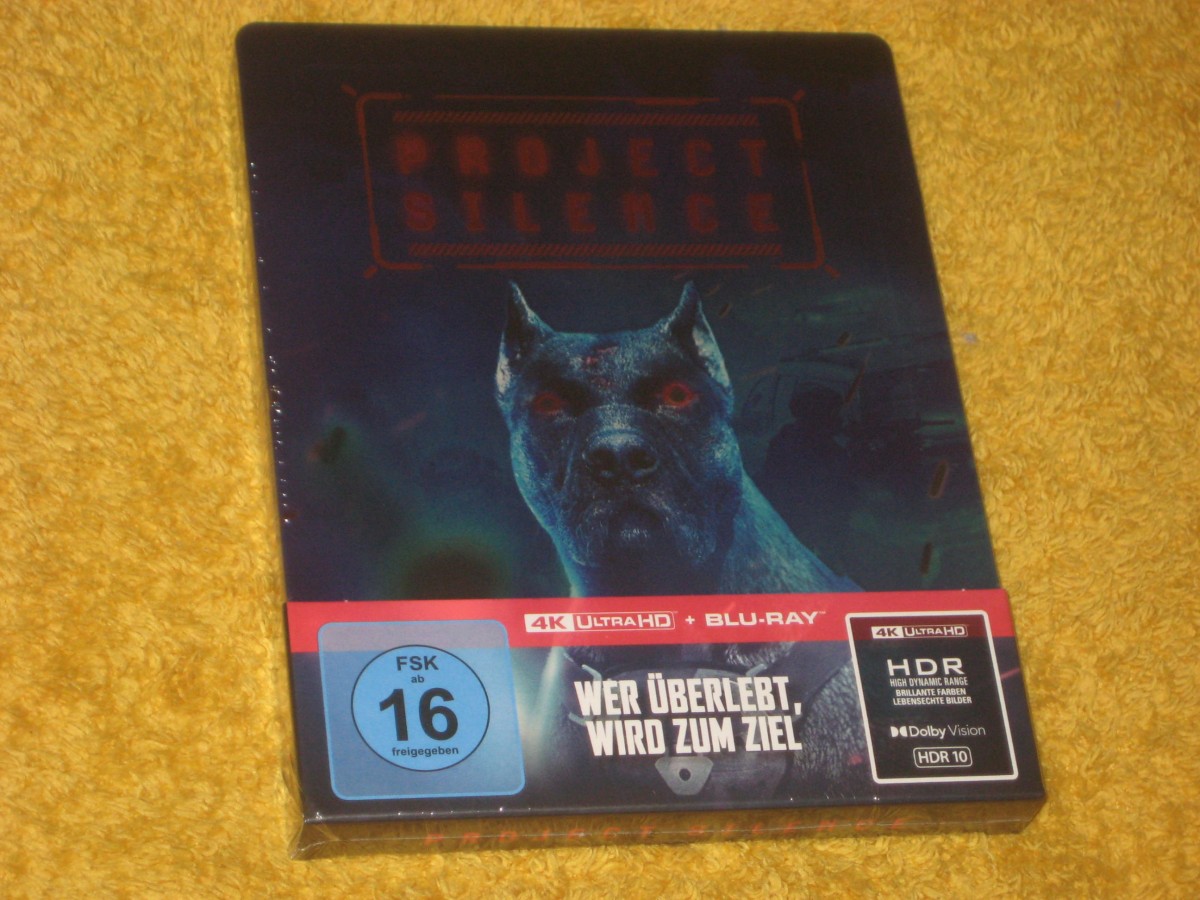 PROJECT
SILENCE
4K ULTRA HD + BLU-RAY™
FSK
ab
16
freigegeben
WER ÜBERLEBT,
WIRD ZUM ZIEL
4K ULTRA HD
HDR
HIGH DYNAMIC RANGE
BRILLANTE FARBEN
LEBENSECHTE BILDER
Dolby Vision
HDR 10
PROJECT SILENCE